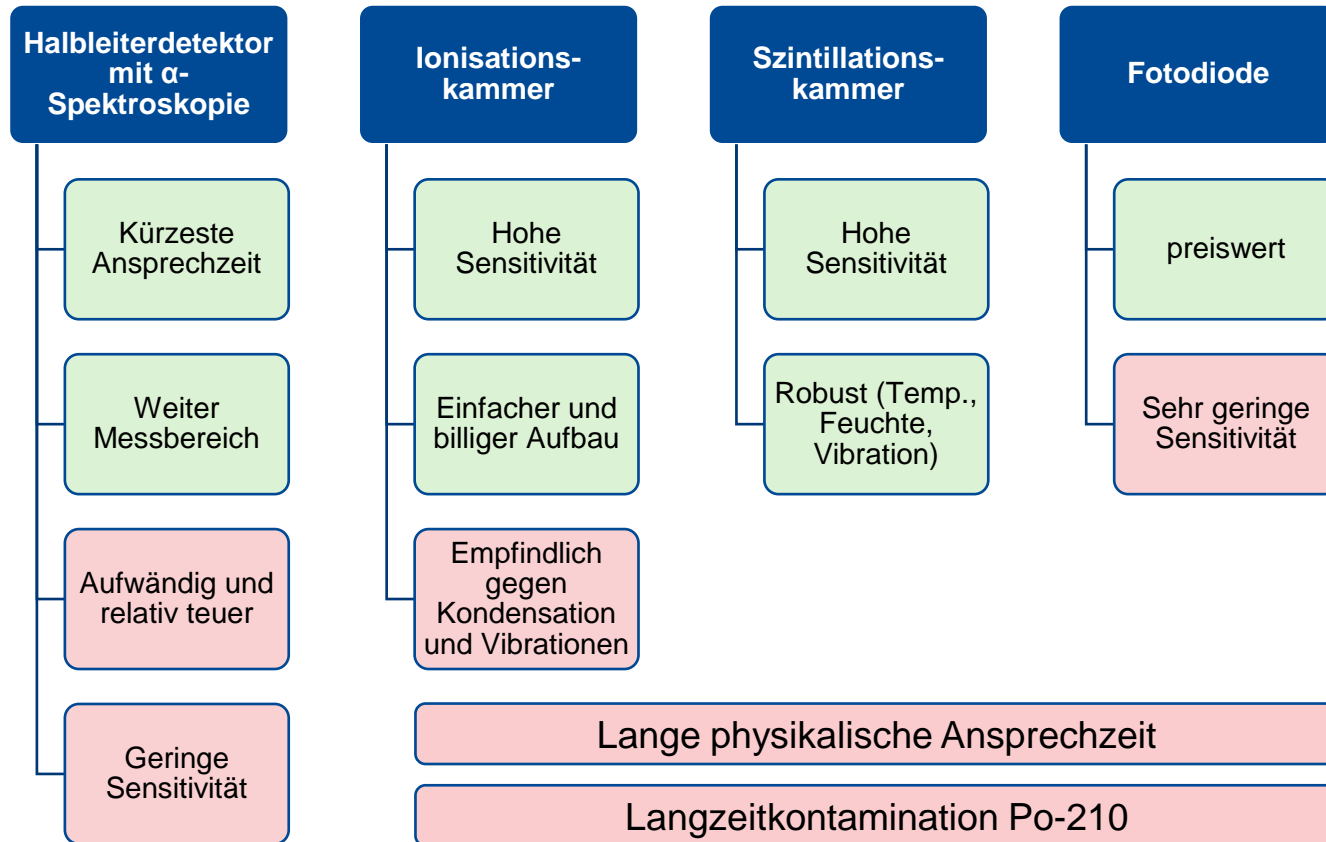 Halbleiterdetektor
mit α-
Spektroskopie
Kürzeste
Ansprechzeit
Weiter
Messbereich
Aufwändig und
relativ teuer
Geringe
Sensitivität
Ionisations-
kammer
Hohe
Sensitivität
Einfacher und
billiger Aufbau
Empfindlich
gegen
Kondensation
und Vibrationen
Szintillations-
kammer
Hohe
Sensitivität
Robust (Temp.,
Feuchte,
Vibration)
Fotodiode
preiswert
Sehr geringe
Sensitivität
Lange physikalische Ansprechzeit
Langzeitkontamination Po-210